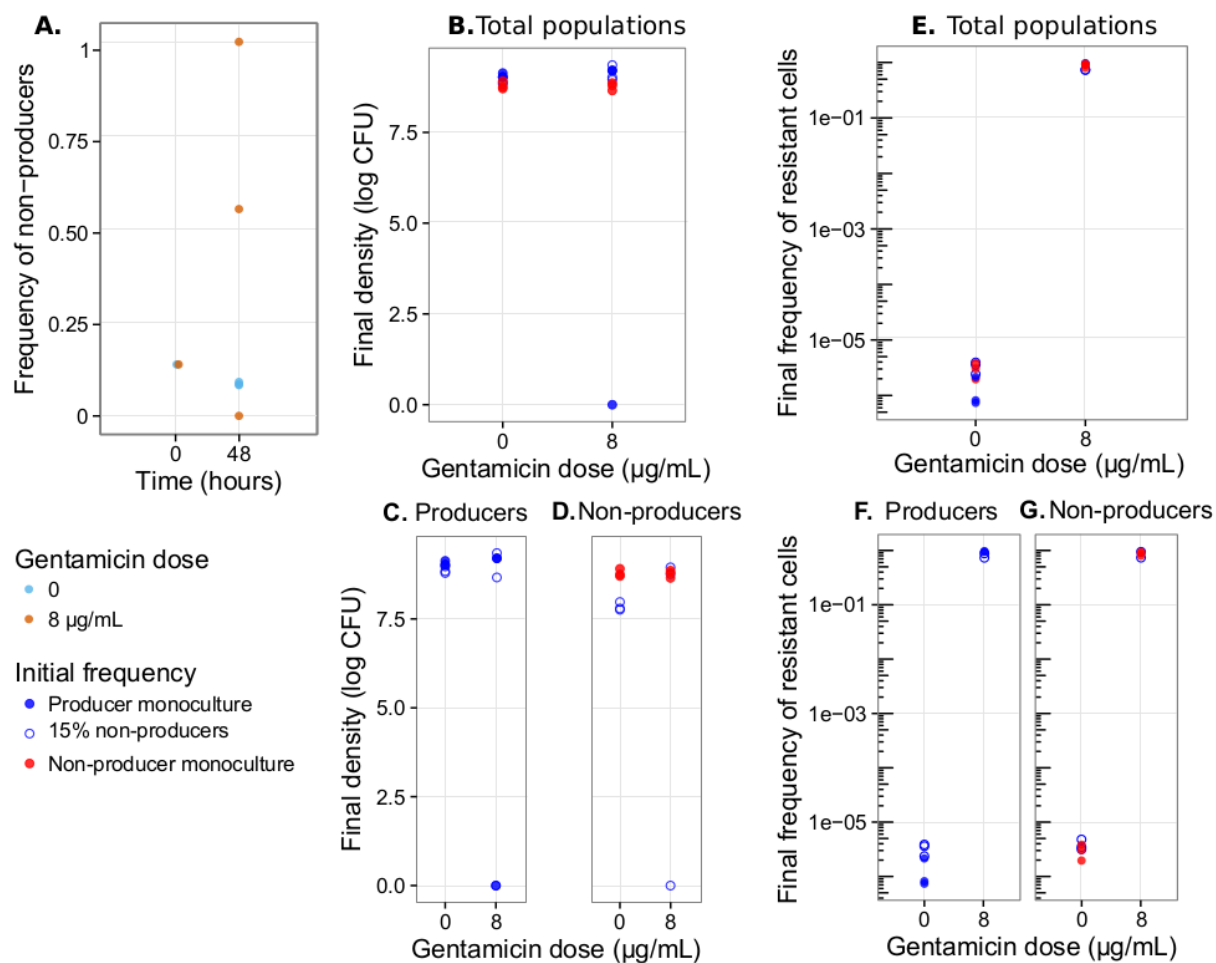 A.
1
0.75
0.50
0.25
0
Frequency of non−producers
0 48
Time (hours)
B. Total populations
7.5
5.0
2.5
0.0
Final density (log CFU)
0 8
Gentamicin dose (µg/mL)
E. Total populations
1e−01
1e−03
1e−05
Final frequency of resistant cells
0 8
Gentamicin dose (µg/mL)
Gentamicin dose
0
8 µg/mL
Initial frequency
Producer monoculture
15% non-producers
Non-producer monoculture
C. Producers
D. Non-producers
7.5
5.0
2.5
0.0
Final density (log CFU)
0 8
0 8
Gentamicin dose (µg/mL)
F. Producers
G. Non-producers
1e−01
1e−03
1e−05
Final frequency of resistant cells
0 8
0 8
Gentamicin dose (µg/mL)